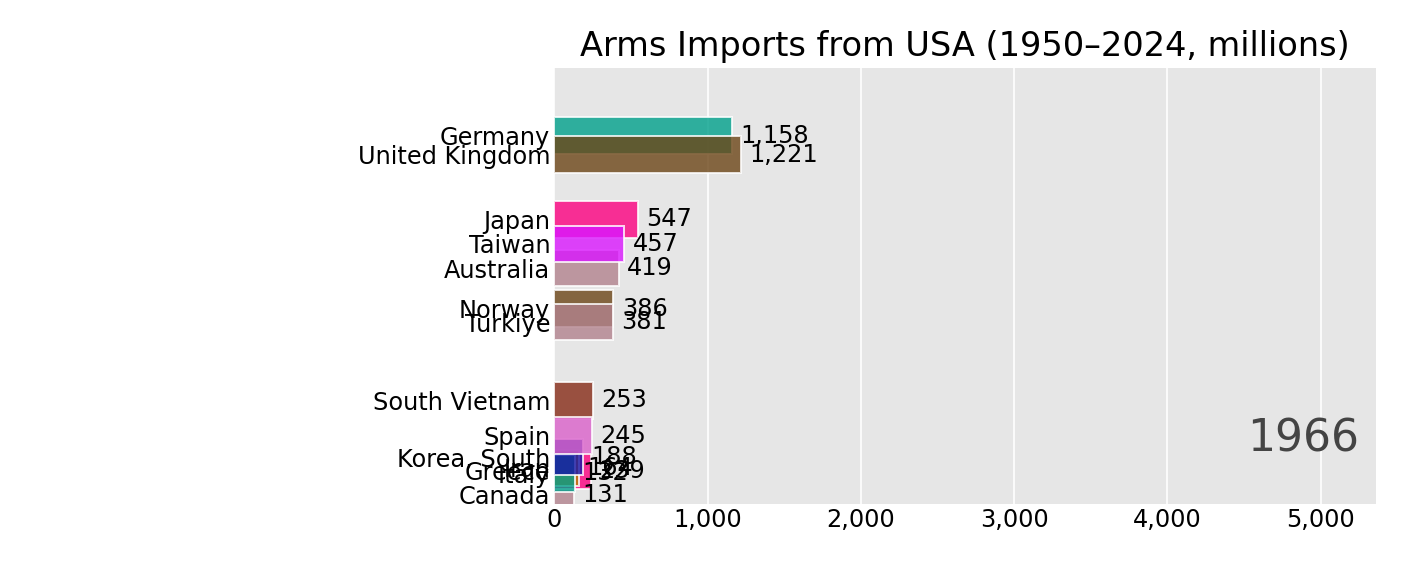 Arms Imports from USA (1950–2024, millions)
Germany 1,158
United Kingdom 1,221
Japan 547
Taiwan 457
Australia 419
Norway 386
Türkiye 381
South Vietnam 253
Spain 245
Korea, South 188
Greece
Italy 132
Canada 131
1966
0 1,000 2,000 3,000 4,000 5,000